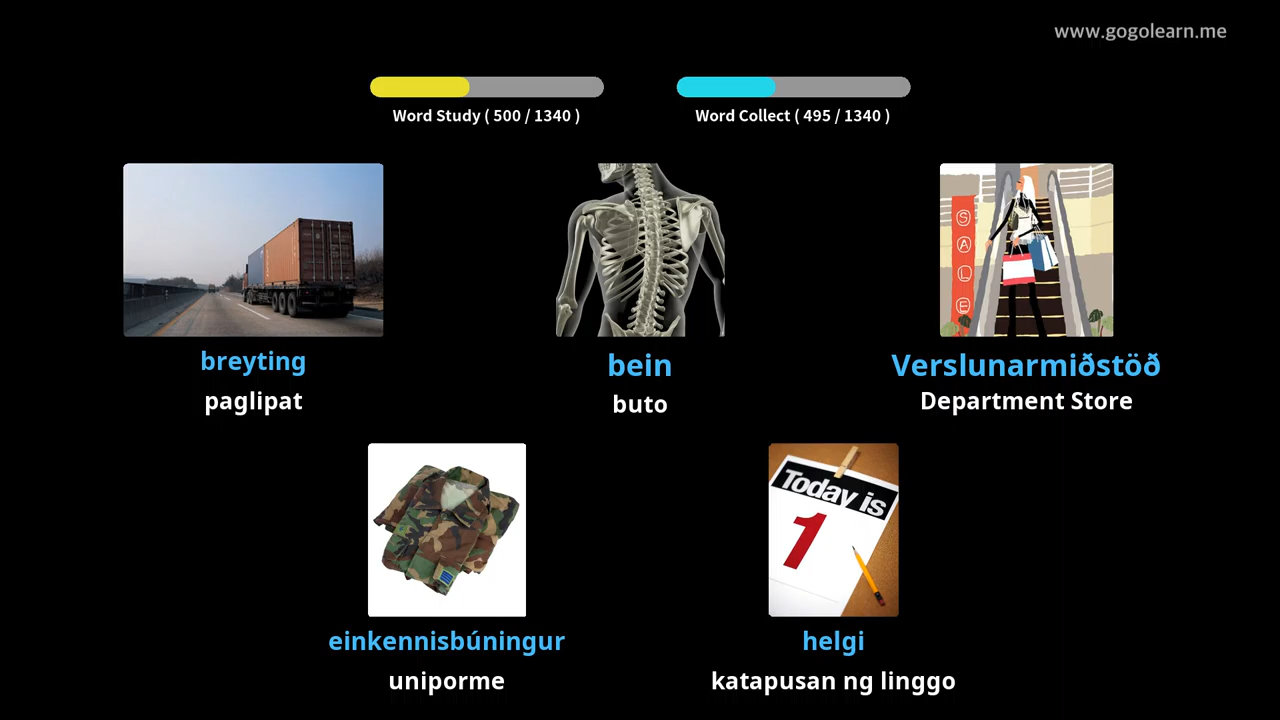 www.gogolearn.me
Word Study ( 500 / 1340 )
Word Collect ( 495 / 1340 )
SALE
breyting
paglipat
bein
buto
Verslunarmiðstöð
Department Store
Today is
1
einkennisbúningur
uniporme
helgi
katapusan ng linggo